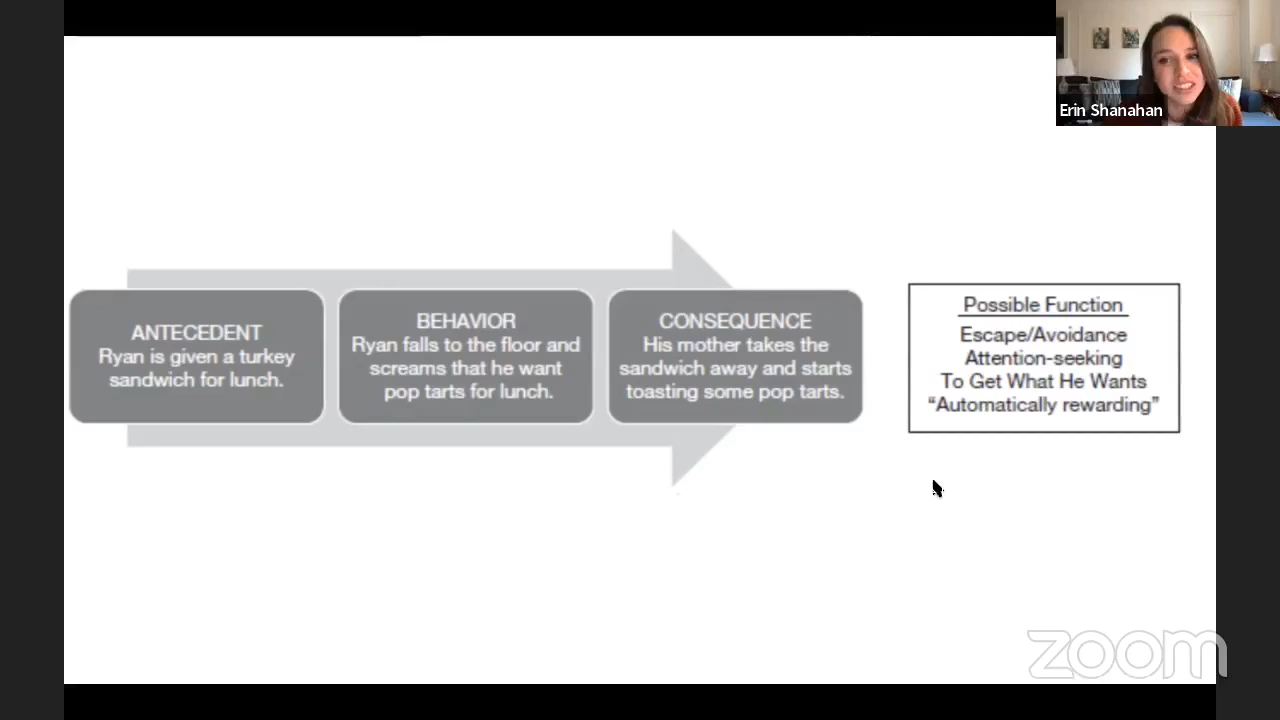 Erin Shanahan
ANTECEDENT
Ryan is given a turkey
sandwich for lunch.
BEHAVIOR
Ryan falls to the floor and
screams that he want
pop tarts for lunch.
CONSEQUENCE
His mother takes the
sandwich away and starts
toasting some pop tarts.
Possible Function
Escape/Avoidance
Attention-seeking
To Get What He Wants
“Automatically rewarding”
zoom